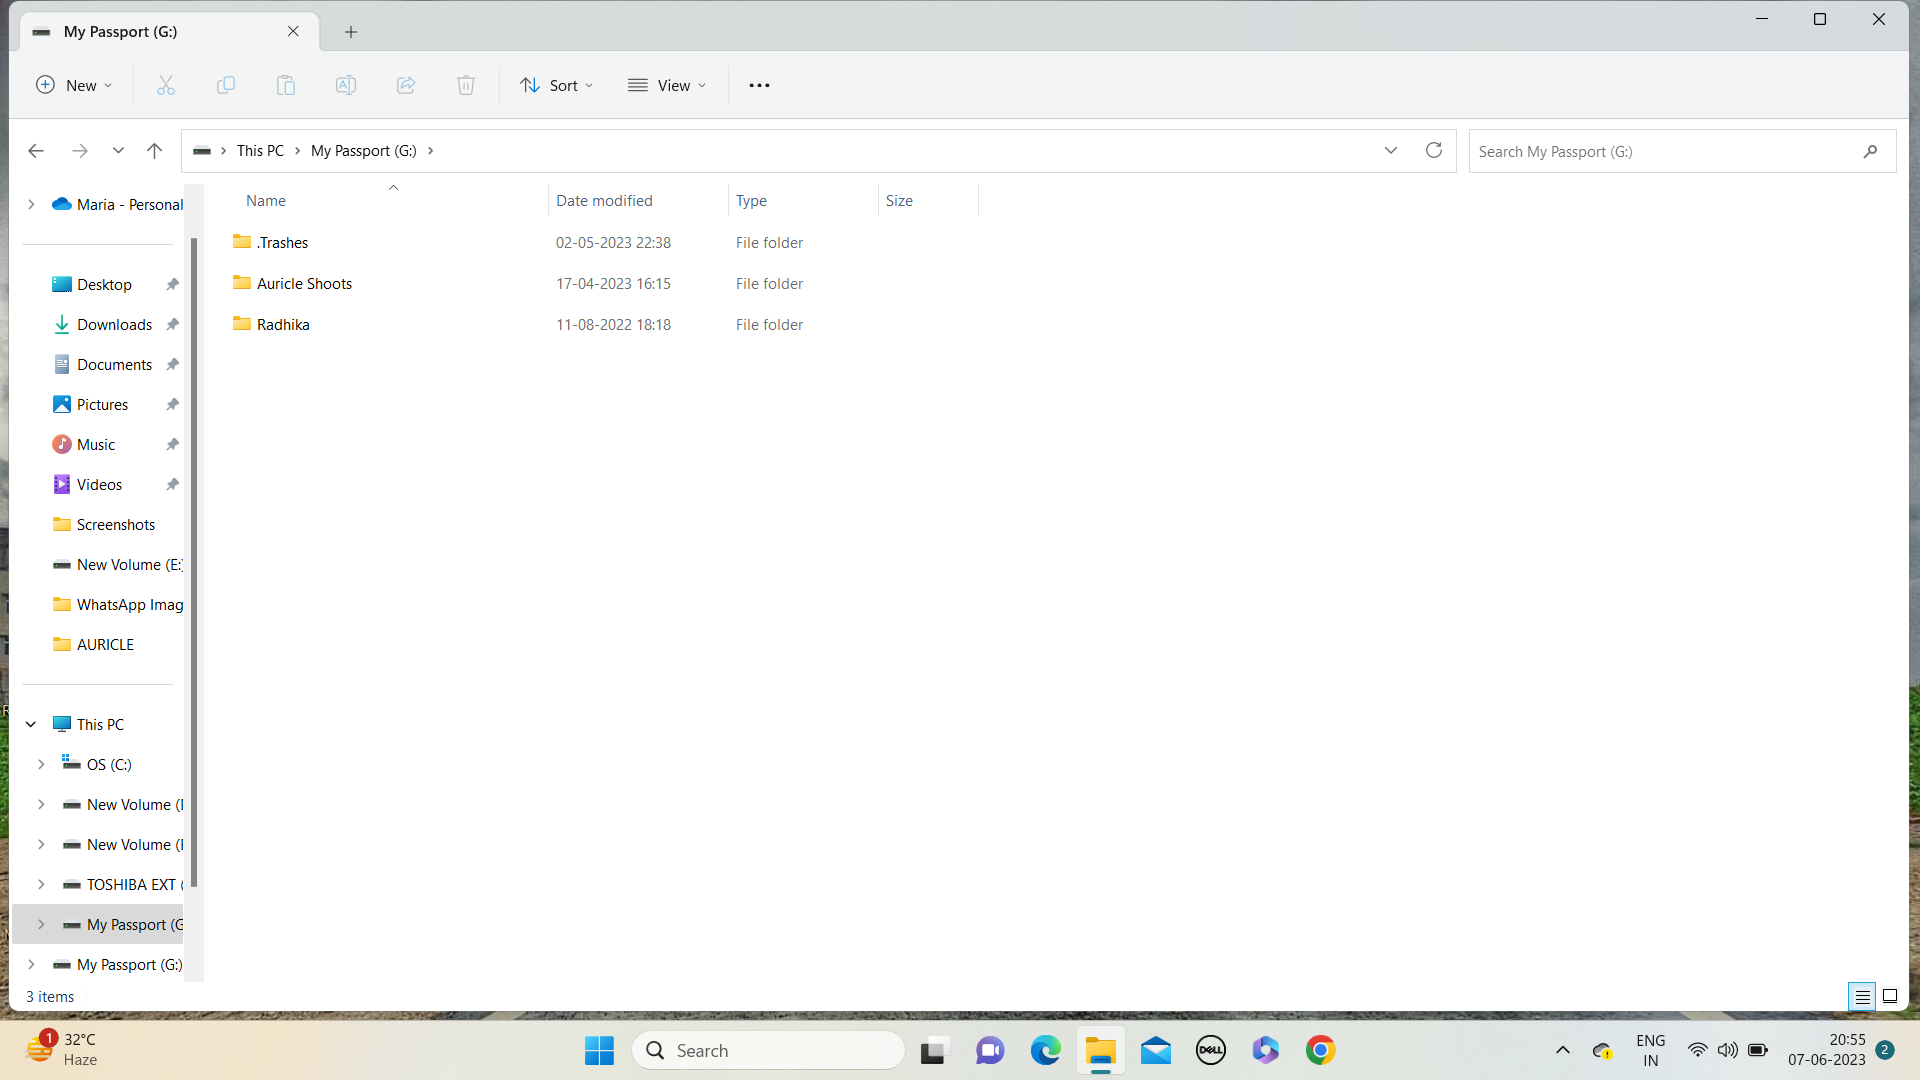 My Passport (G:)
New
Sort
View
This PC
My Passport (G:)
Search My Passport (G:)
Maria - Personal
Desktop
Downloads
Documents
Pictures
Music
Videos
Screenshots
New Volume (E:)
WhatsApp Imag
AURICLE
This PC
OS (C:)
New Volume (
New Volume (
TOSHIBA EXT (
My Passport (G
My Passport (G:)
Name Date modified Type Size
.Trashes 02-05-2023 22:38 File folder
Auricle Shoots 17-04-2023 16:15 File folder
Radhika 11-08-2022 18:18 File folder
3 items
1
32°C
Haze
Search
DELL
ENG
IN
20:55
07-06-2023
2